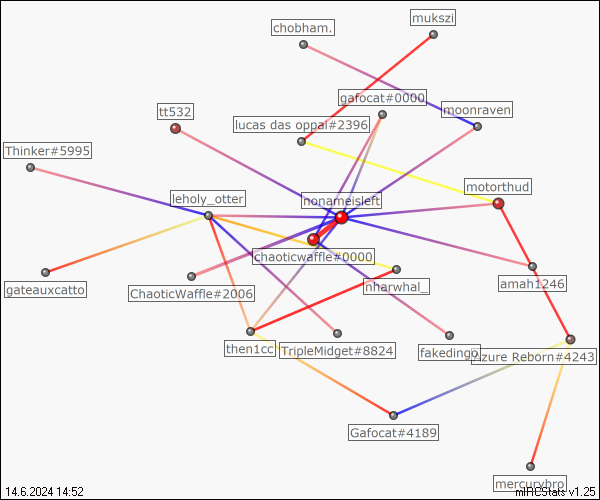 mukszi
chobham.
gafocat#0000
moonraven
tt532
lucas das oppai#2396
Thinker#5995
motorthud
leholy_otter
nonameisleft
chaoticwaffle#0000
amah1246
nharwhal_
gateauxcatto
ChaoticWaffle#2006
then1cc
TripleMidget#8824
fakedingo
Azure Reborn#4243
Gafocat#4189
mercurybro
14.6.2024 14:52
mIRCStats v1.25